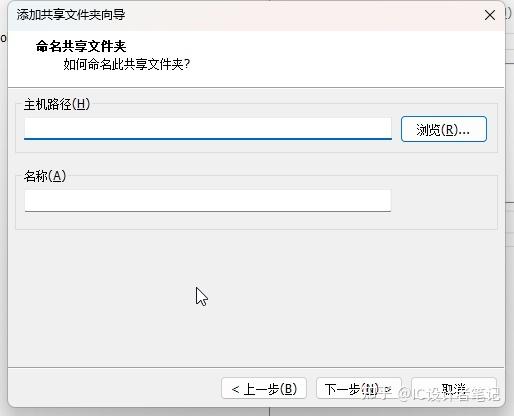 添加共享文件夹向导
命名共享文件夹
如何命名此共享文件夹?
主机路径(H)
浏览(R)...
名称(A)
< 上一步(B)
下一步(N) >
取消
知乎 @IC设计者笔记